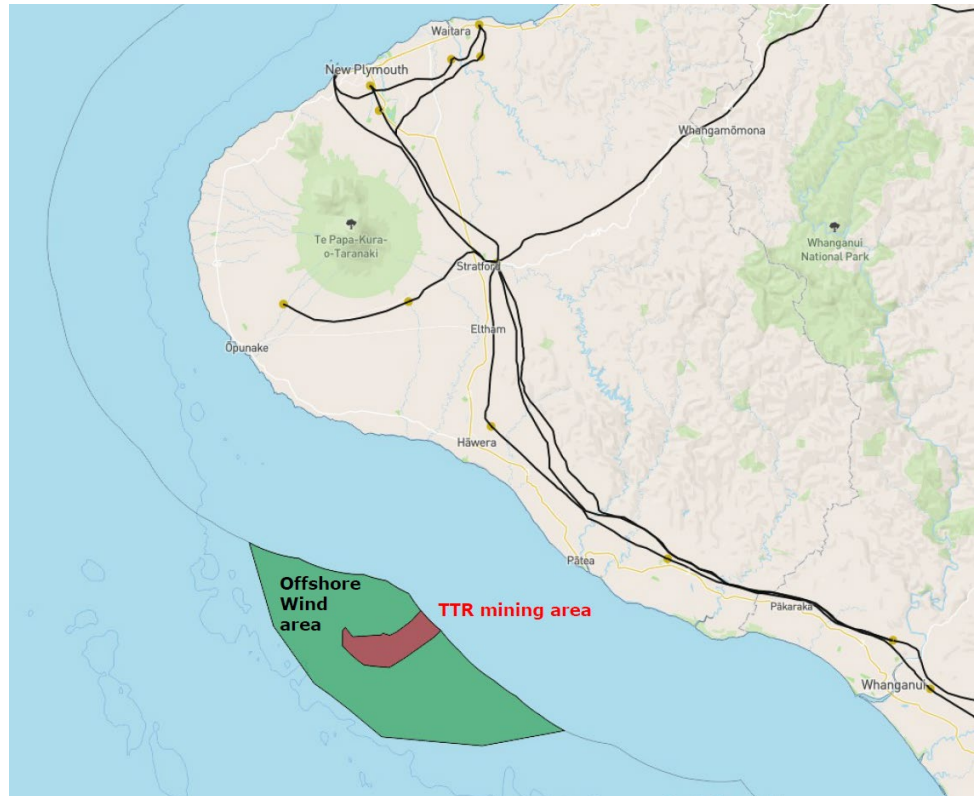 Waitara
New Plymouth
Whangamōmona
Te Papa-Kura-
o-Taranaki
Whanganui
National Park
Stratford
Eltham
Ōpunake
Hāwera
Pātea
Offshore
Wind
area
TTR mining area
Pākaraka
Whanganui